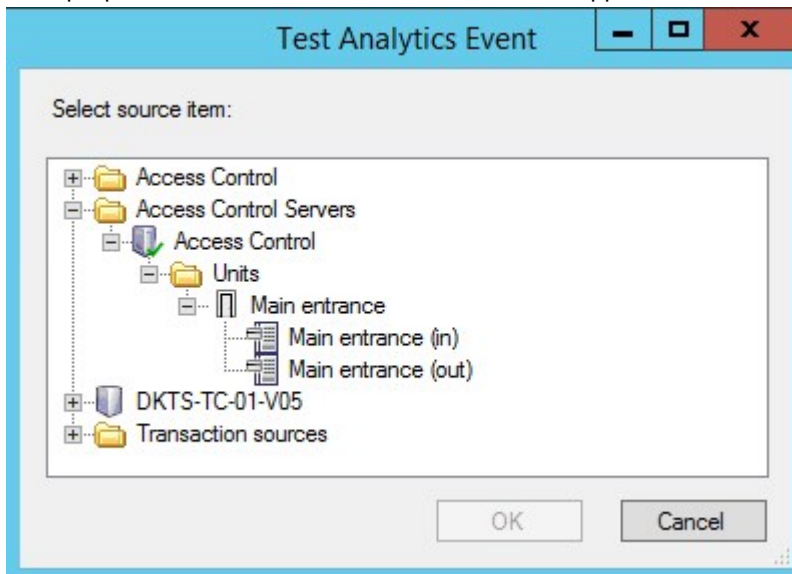 Test Analytics Event
Select source item:
Access Control
Access Control Servers
Access Control
Units
Main entrance
Main entrance (in)
Main entrance (out)
DKTS-TC-01-V05
Transaction sources
OK
Cancel